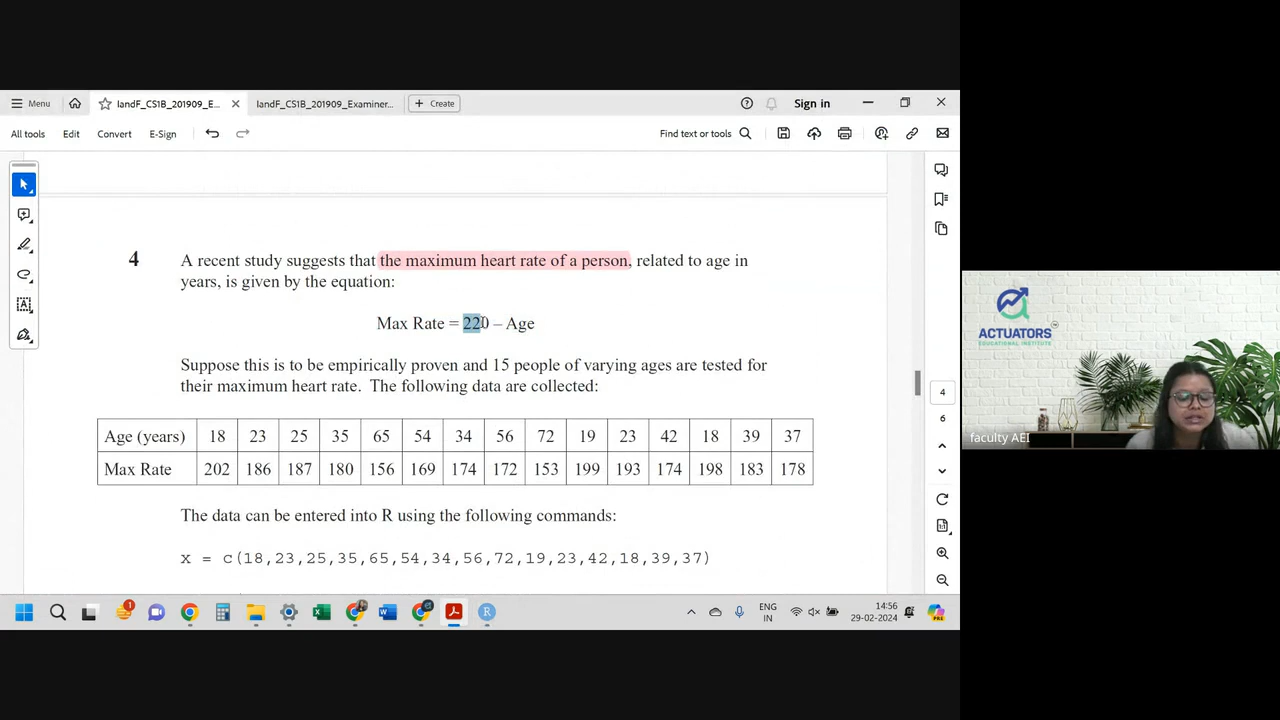 Menu
IandF_CS1B_201909_E...
IandF_CS1B_201909_Examiner...
Create
Sign in
All tools
Edit
Convert
E-Sign
Find text or tools
4 A recent study suggests that the maximum heart rate of a person, related to age in
years, is given by the equation:
Max Rate = 220 – Age
Suppose this is to be empirically proven and 15 people of varying ages are tested for
their maximum heart rate. The following data are collected:
Age (years) 18 23 25 35 65 54 34 56 72 19 23 42 18 39 37
Max Rate 202 186 187 180 156 169 174 172 153 199 193 174 198 183 178
The data can be entered into R using the following commands:
x = c(18,23,25,35,65,54,34,56,72,19,23,42,18,39,37)
4
6
ACTUATORS
EDUCATIONAL INSTITUTE
faculty AEI
ENG
IN
14:56
29-02-2024